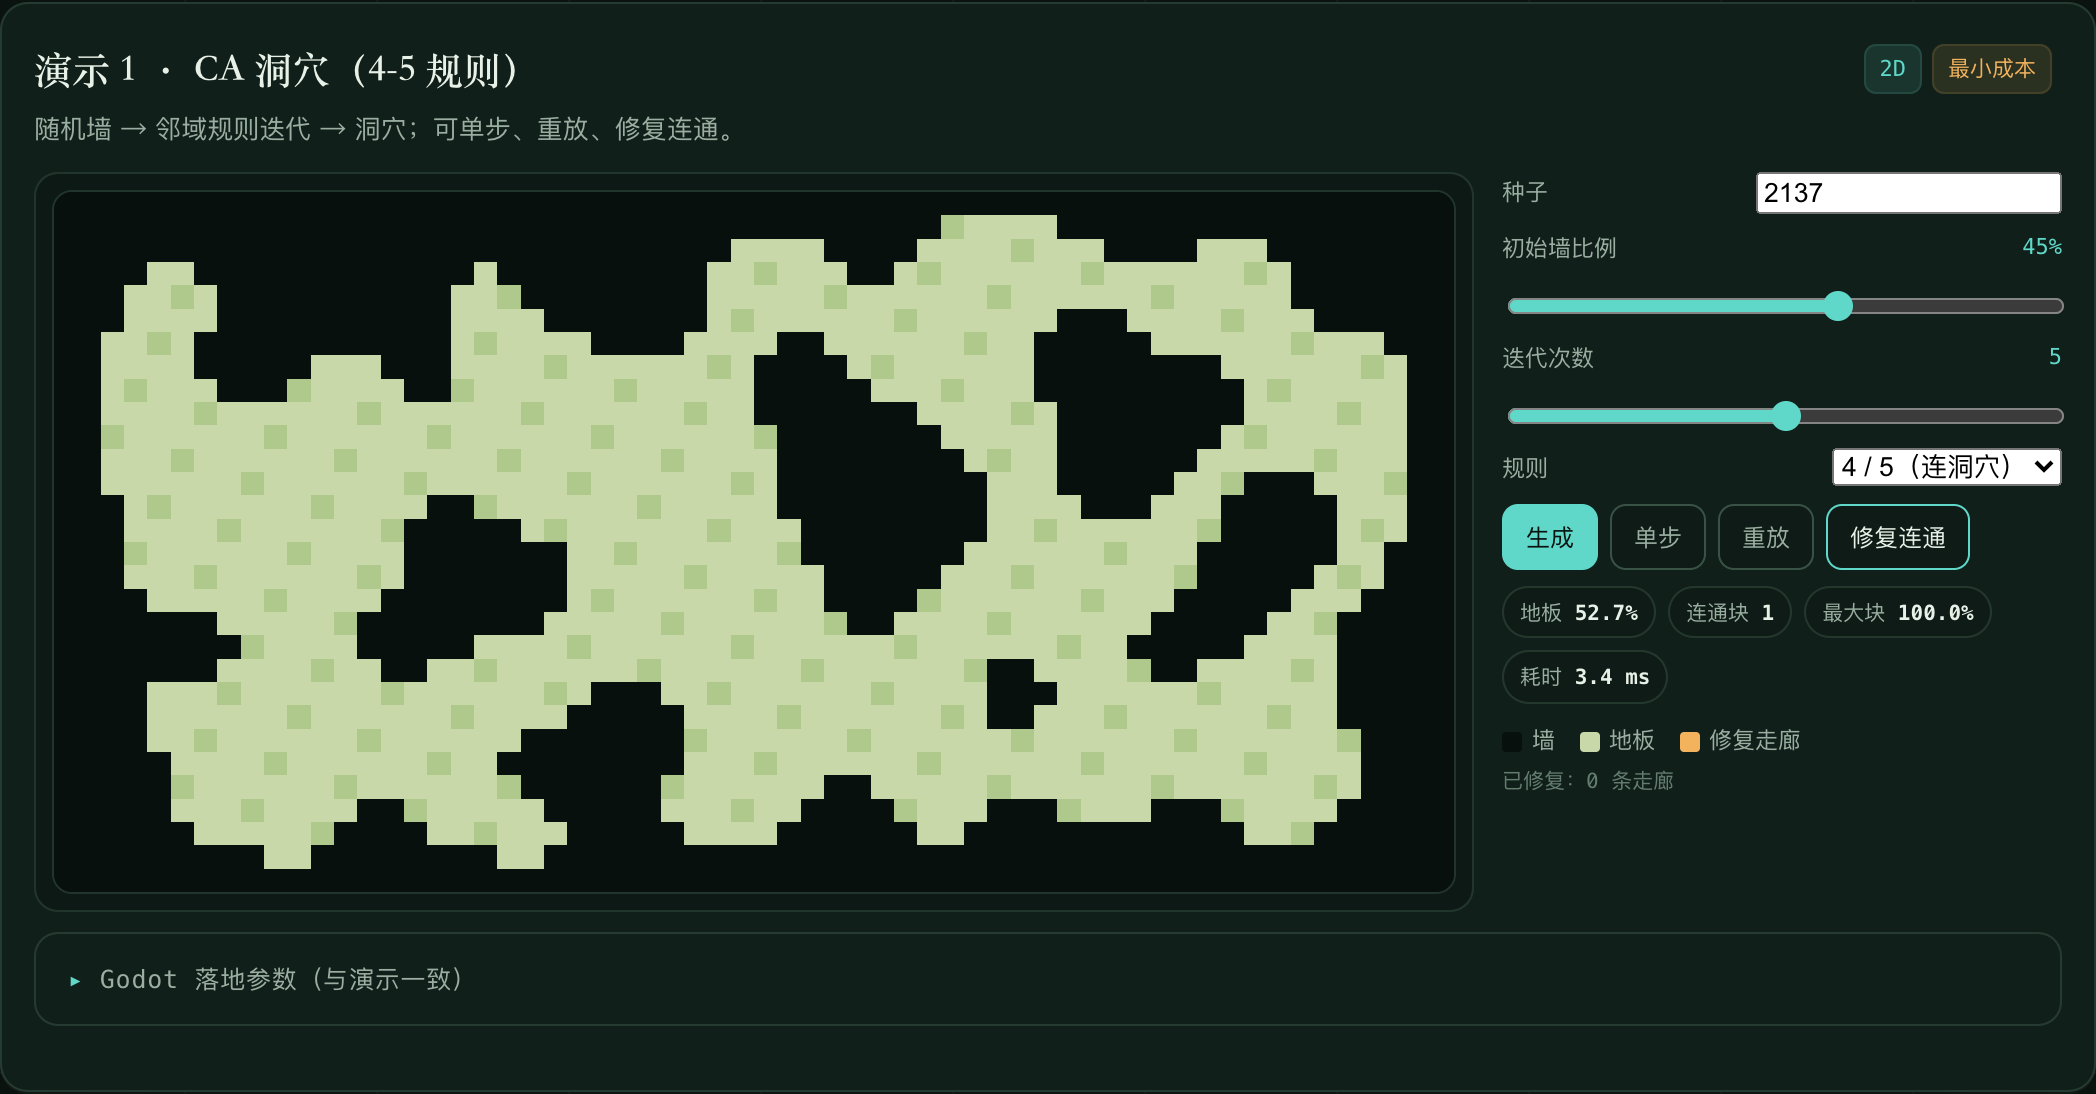 演示 1 · CA 洞穴（4-5 规则）
2D
最小成本
随机墙 → 邻域规则迭代 → 洞穴；可单步、重放、修复连通。
种子
2137
初始墙比例
45%
迭代次数
5
规则
4 / 5（连洞穴）
生成
单步
重放
修复连通
地板 52.7%
连通块 1
最大块 100.0%
耗时 3.4 ms
墙
地板
修复走廊
已修复: 0 条走廊
▸ Godot 落地参数（与演示一致）